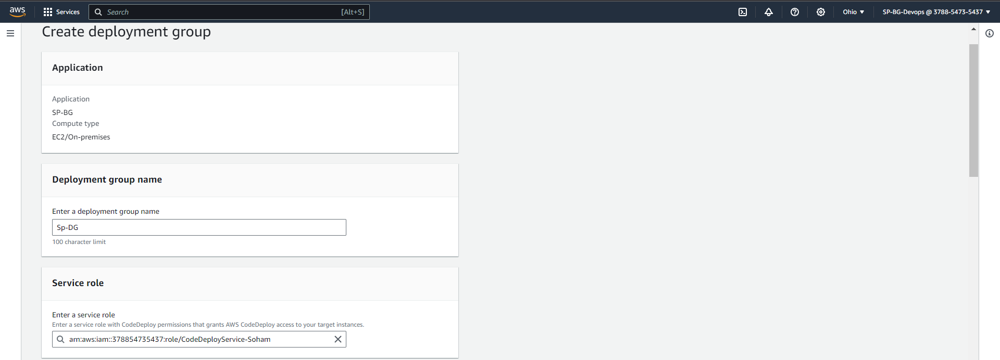 aws Services Search [Alt+S] Ohio SP-BG-Devops @ 3788-5473-5437
Create deployment group
Application
Application
SP-BG
Compute type
EC2/On-premises
Deployment group name
Enter a deployment group name
Sp-DG
100 character limit
Service role
Enter a service role
Enter a service role with CodeDeploy permissions that grants AWS CodeDeploy access to your target instances.
arn:aws:iam::378854735437:role/CodeDeployService-Soham